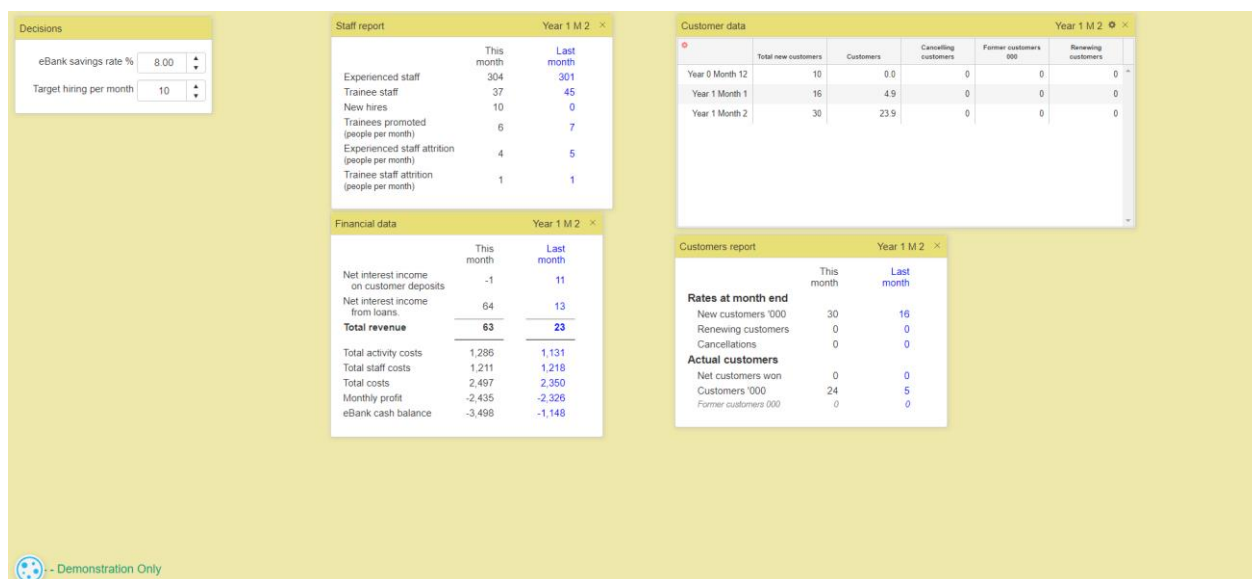 Decisions
eBank savings rate % 8.00
Target hiring per month 10
Staff report Year 1 M 2 ×
This Last
month month
Experienced staff 304 301
Trainee staff 37 45
New hires 10 0
Trainees promoted
(people per month) 6 7
Experienced staff attrition
(people per month) 4 5
Trainee staff attrition
(people per month) 1 1
Financial data Year 1 M 2 ×
This Last
month month
Net interest income
on customer deposits -1 11
Net interest income
from loans. 64 13
Total revenue 63 23
Total activity costs 1,286 1,131
Total staff costs 1,211 1,218
Total costs 2,497 2,350
Monthly profit -2,435 -2,326
eBank cash balance -3,498 -1,148
Customer data Year 1 M 2 ×
Total new customers Customers Cancelling customers Former customers 000 Renewing customers
Year 0 Month 12 10 0.0 0 0 0
Year 1 Month 1 16 4.9 0 0 0
Year 1 Month 2 30 23.9 0 0 0
Customers report Year 1 M 2 ×
This Last
month month
Rates at month end
New customers '000 30 16
Renewing customers 0 0
Cancellations 0 0
Actual customers
Net customers won 0 0
Customers '000 24 5
Former customers 000 0 0
- - Demonstration Only